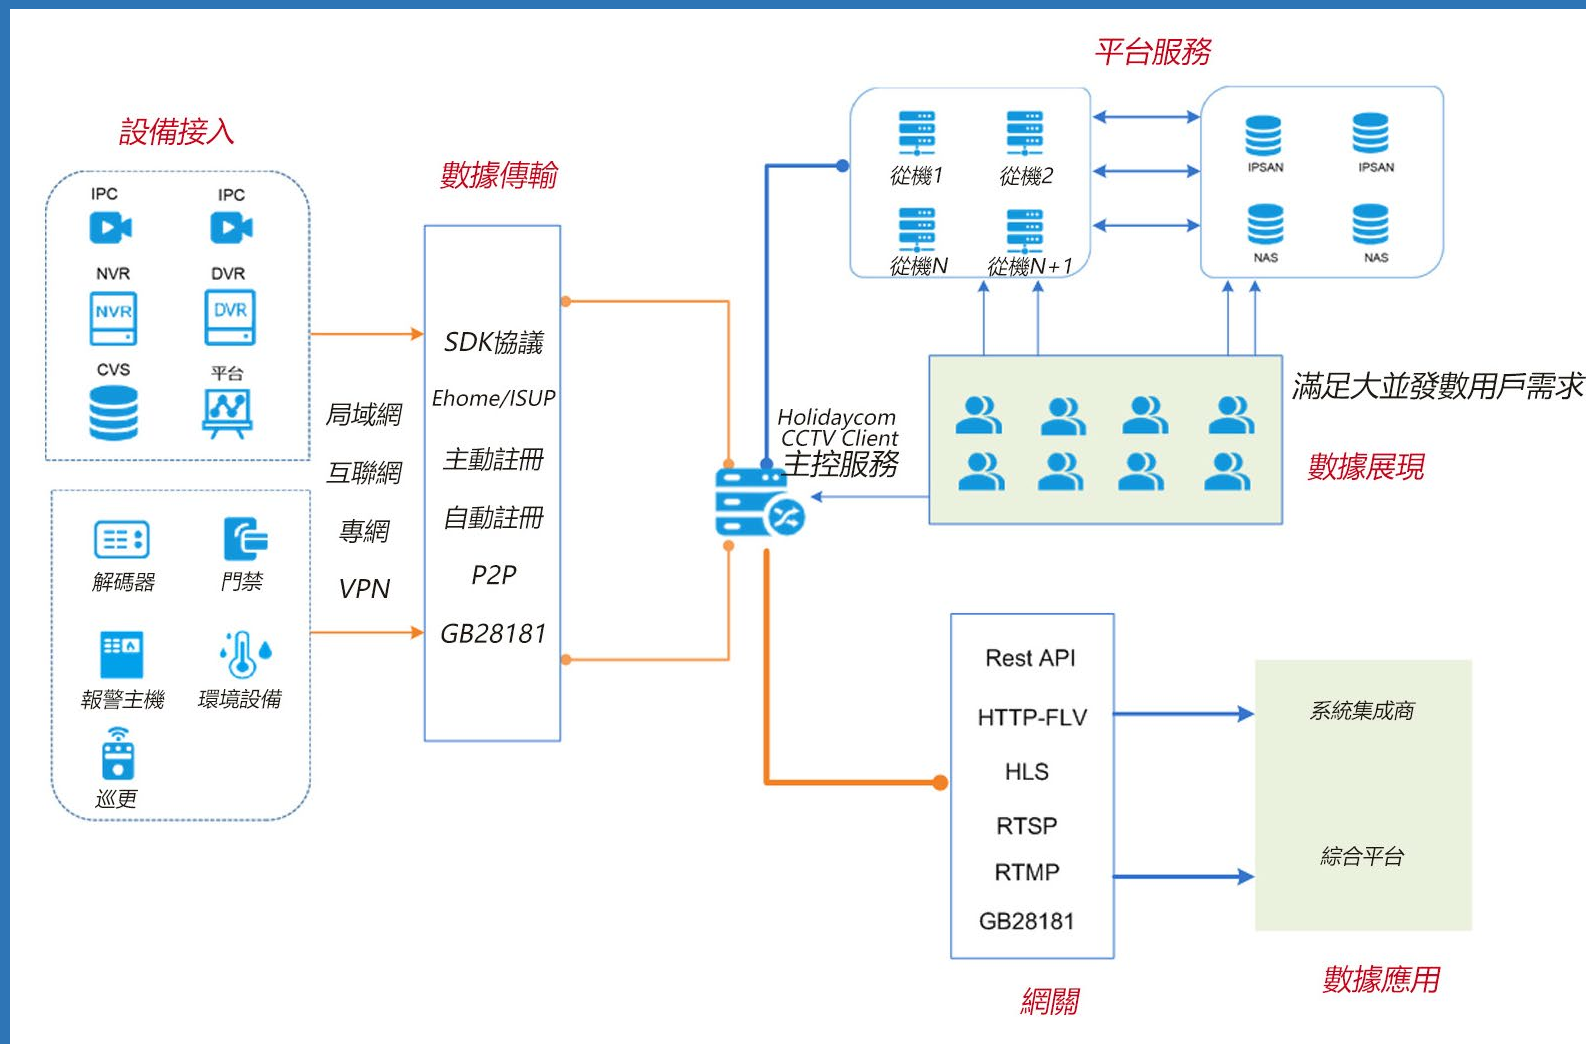 設備接入
IPC
IPC
NVR
DVR
NVR
DVR
CVS
平台
解碼器
門禁
報警主機
環境設備
巡更
局域網
互聯網
專網
VPN
數據傳輸
SDK協議
Ehome/ISUP
主動註冊
自動註冊
P2P
GB28181
Holidaycom
CCTV Client
主控服務
平台服務
從機1
從機2
從機N
從機N+1
IPSAN
IPSAN
NAS
NAS
滿足大並發數用戶需求
數據展現
Rest API
HTTP-FLV
HLS
RTSP
RTMP
GB28181
網關
系統集成商
綜合平台
數據應用